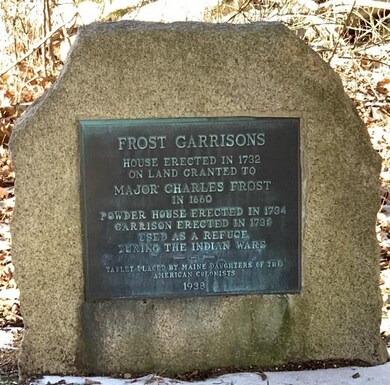 FROST GARRISONS
HOUSE ERECTED IN 1732
ON LAND GRANTED TO
MAJOR CHARLES FROST
IN 1660
POWDER HOUSE ERECTED IN 1734
GARRISON ERECTED IN 1738
USED AS A REFUGE
DURING THE INDIAN WARS
TABLET PLACED BY MAINE DAUGHTERS OF THE
AMERICAN COLONISTS
1938